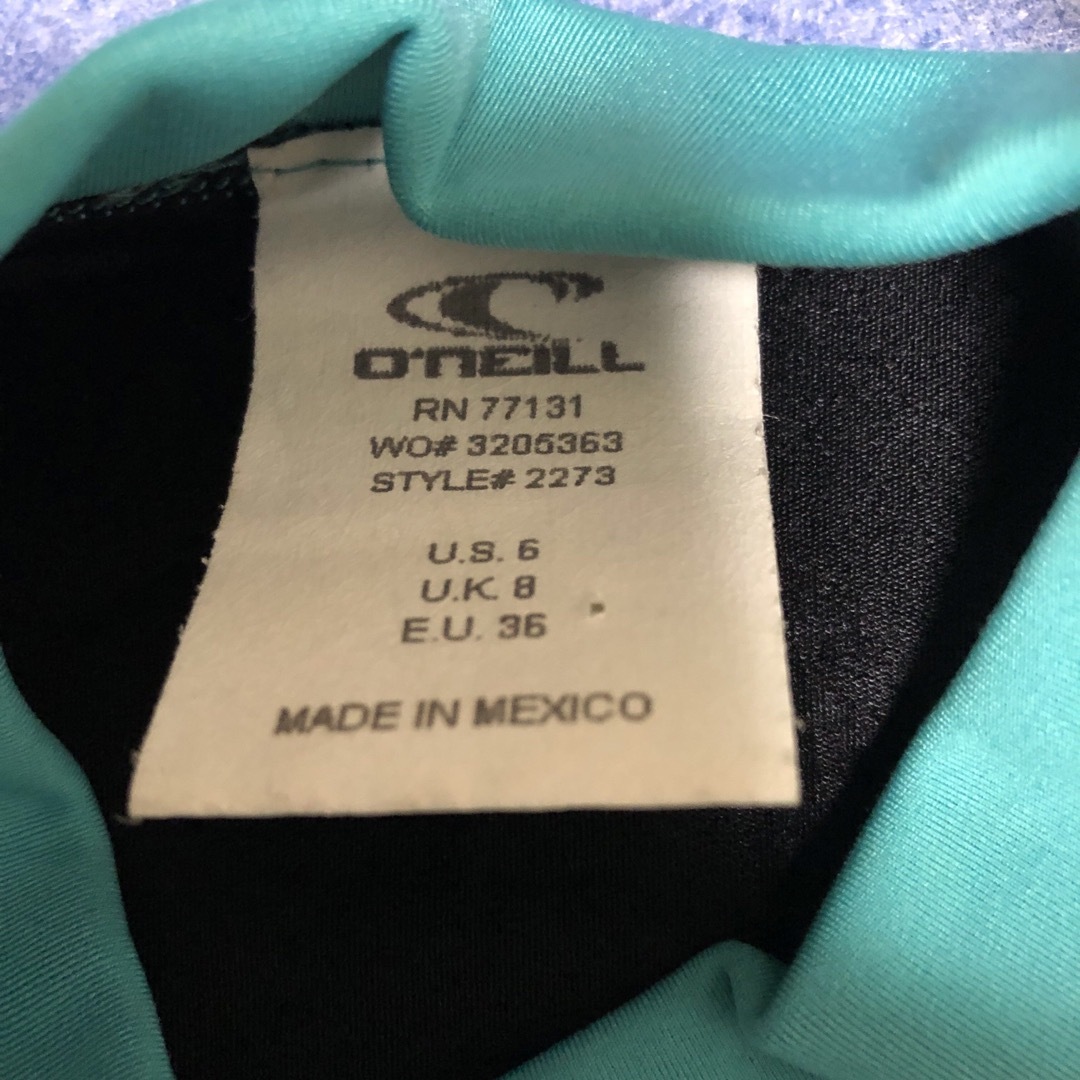 O'NEILL
RN 77131
WO# 3205363
STYLE# 2273
U.S. 6
U.K. 8
E.U. 36
MADE IN MEXICO